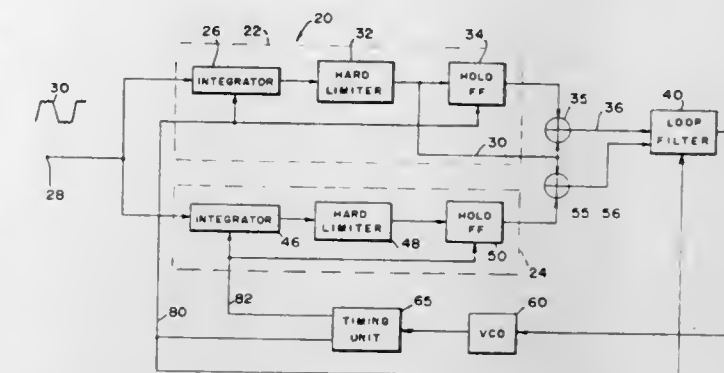 20
26 22 32 34
30
INTEGRATOR
HARD
LIMITER
HOLD
FF
35
36
40
LOOP
FILTER
28
30
INTEGRATOR
46
HARD
LIMITER
48
HOLD
FF
50
55 56
24
80
82
65
TIMING
UNIT
60
VCO